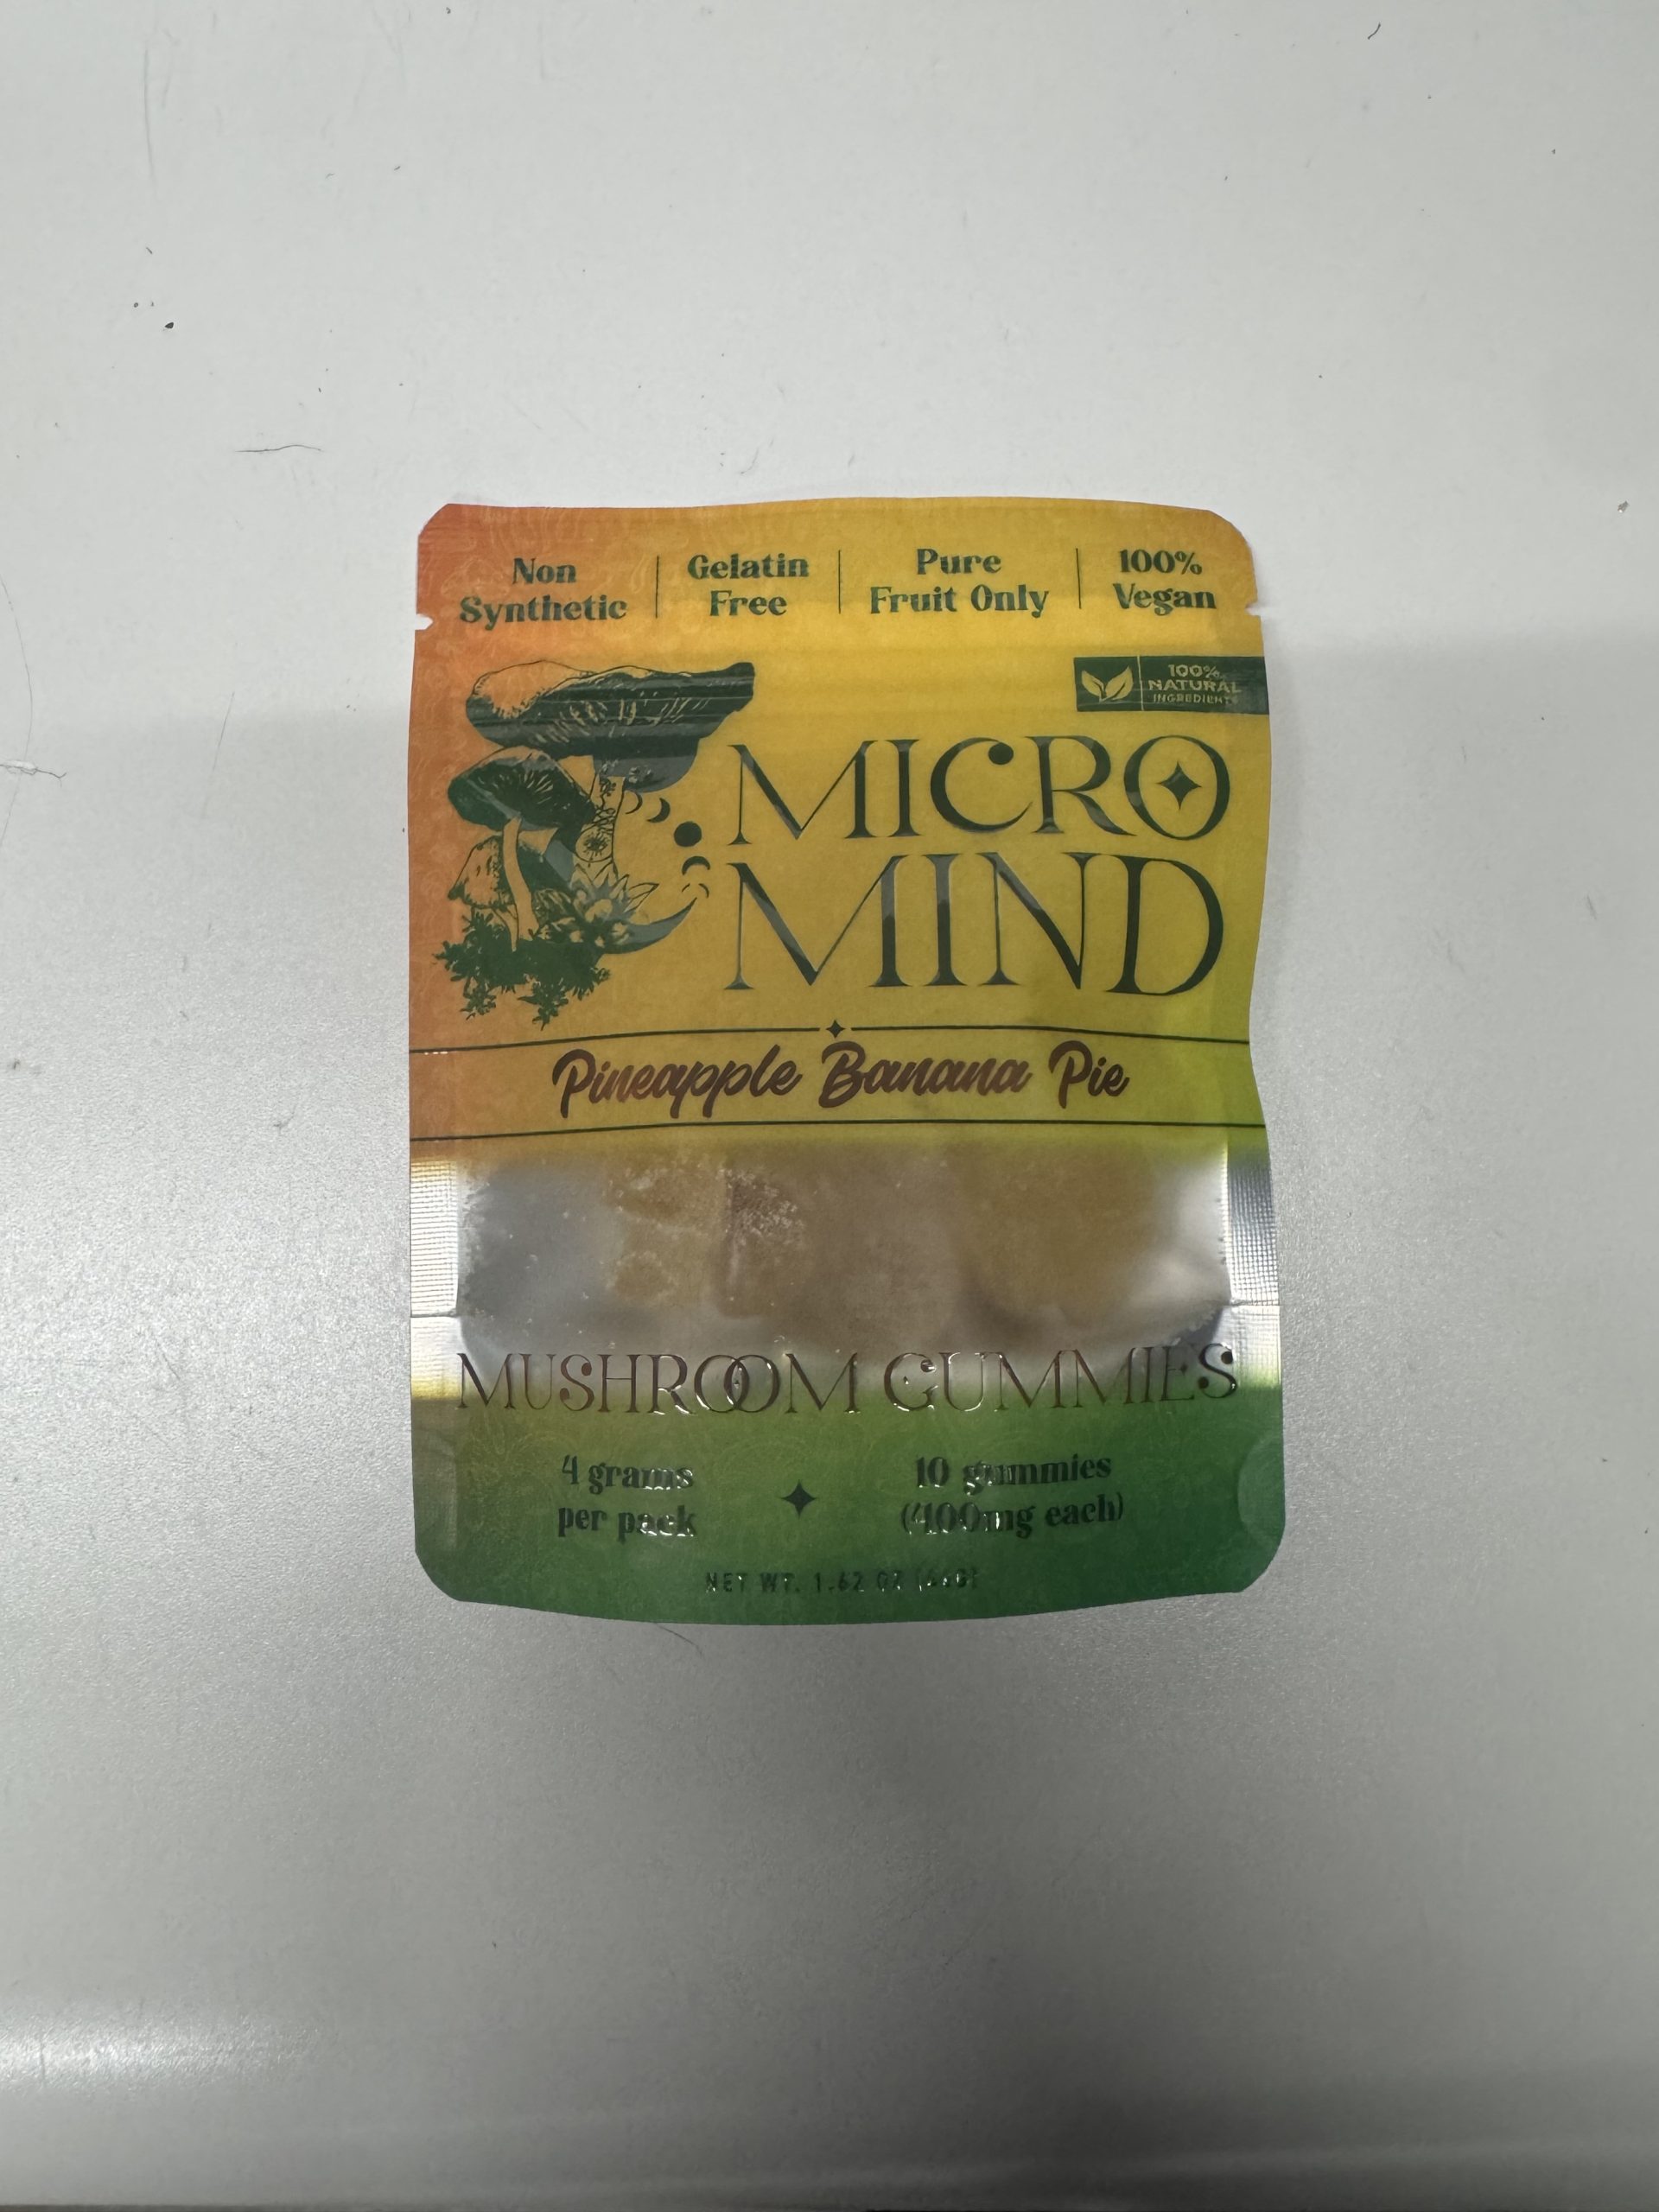 Non Synthetic
Gelatin Free
Pure Fruit Only
100% Vegan
100% NATURAL INGREDIENTS
MICRO
MIND
Pineapple Banana Pie
MUSHROOM GUMMIES
4 grams per pack
10 gummies (400mg each)
NET WT. 1.62 OZ